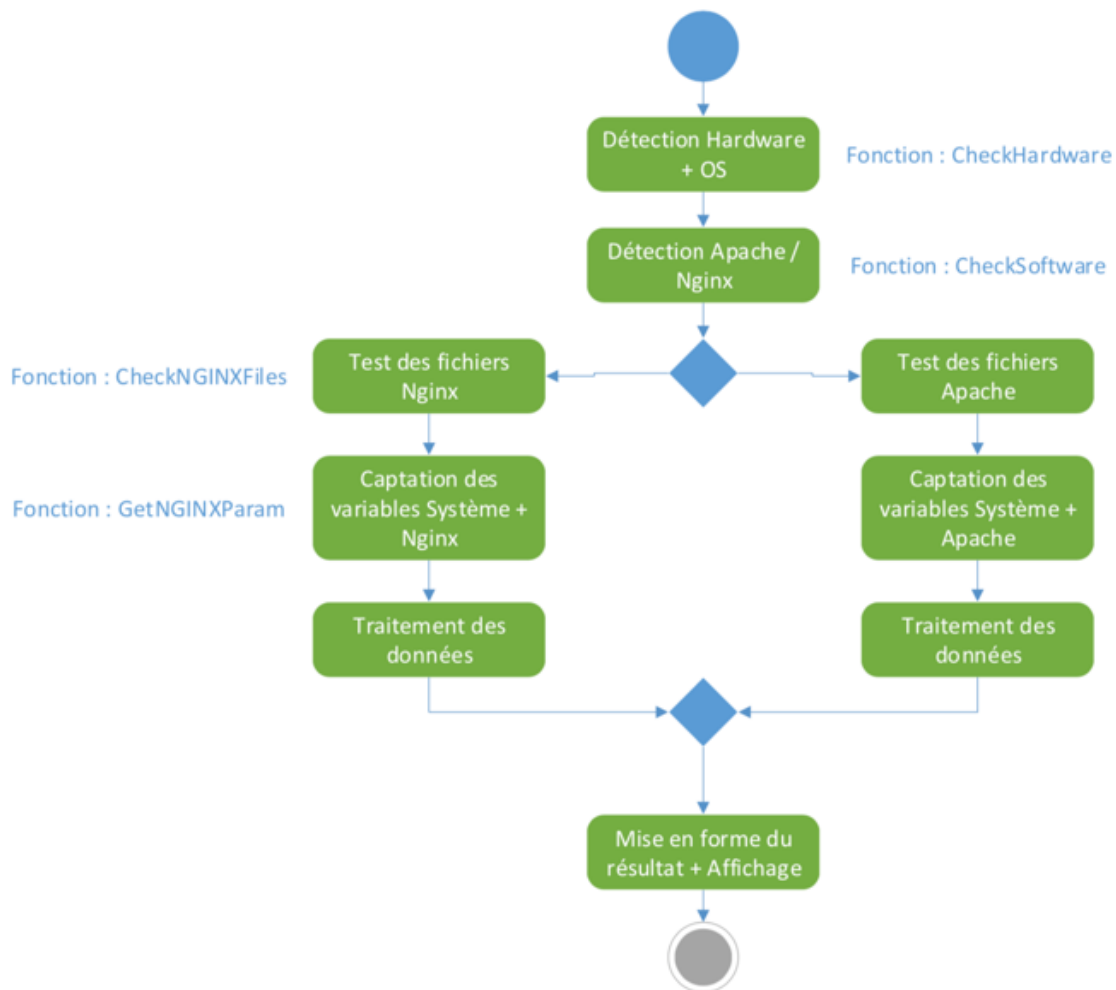 Détection Hardware
+ OS
Fonction : CheckHardware
Détection Apache /
Nginx
Fonction : CheckSoftware
Fonction : CheckNGINXFiles
Test des fichiers
Nginx
Test des fichiers
Apache
Fonction : GetNGINXParam
Captation des
variables Système +
Nginx
Captation des
variables Système +
Apache
Traitement des
données
Traitement des
données
Mise en forme du
résultat + Affichage